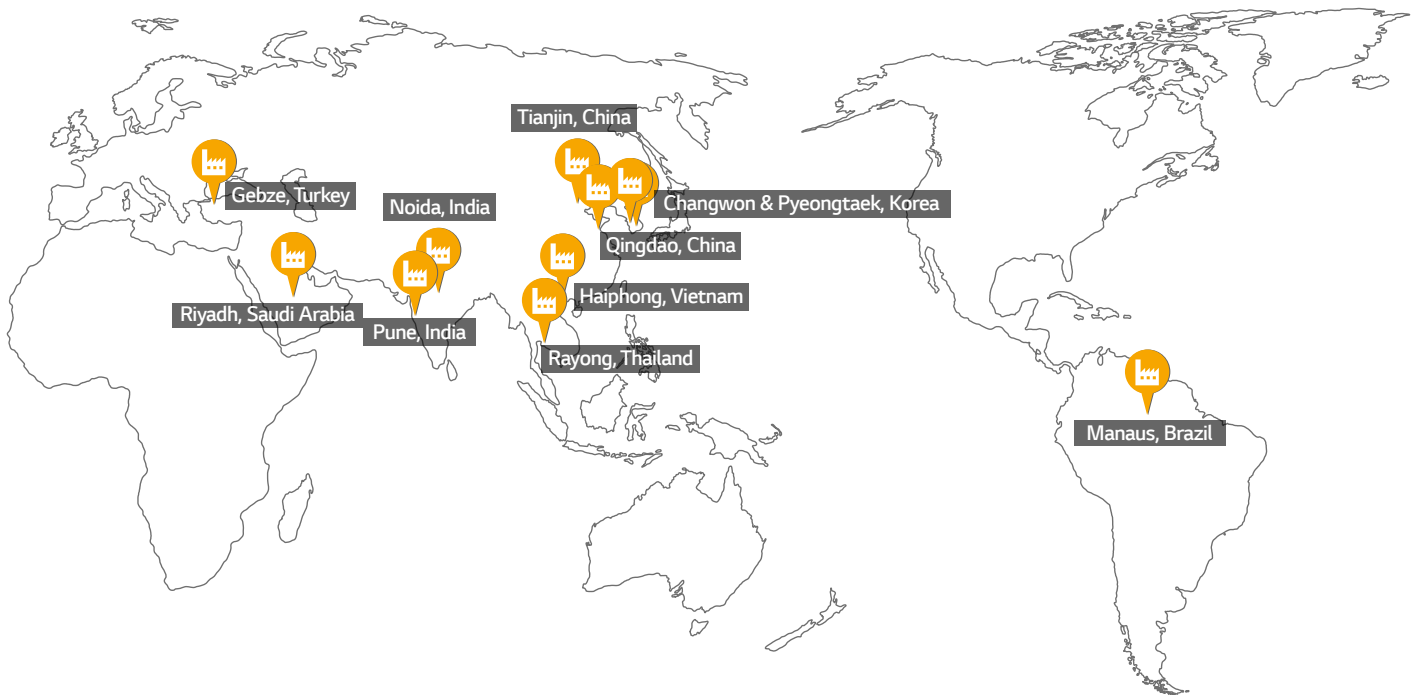 Tianjin, China
Gebze, Turkey
Changwon & Pyeongtaek, Korea
Noida, India
Qingdao, China
Haiphong, Vietnam
Riyadh, Saudi Arabia
Pune, India
Rayong, Thailand
Manaus, Brazil